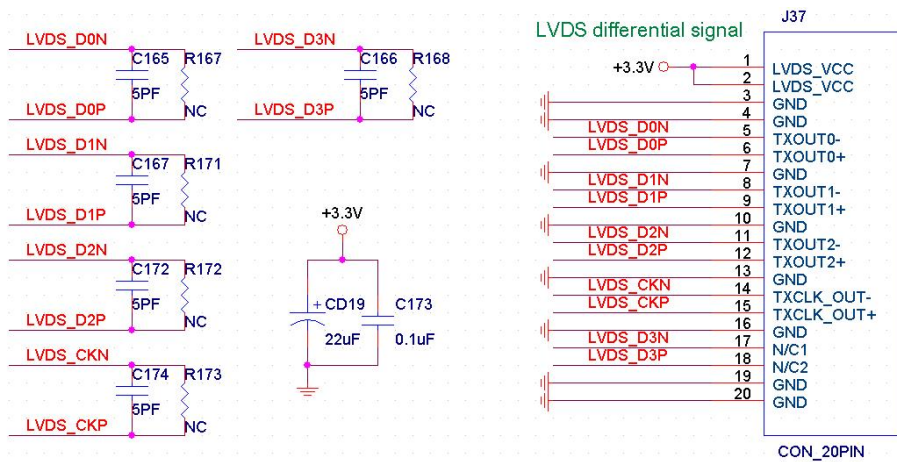 LVDS_D0N
C165
R167
5PF
LVDS_D0P
NC
LVDS_D3N
C166
R168
5PF
LVDS_D3P
NC
LVDS_D1N
C167
R171
5PF
LVDS_D1P
NC
LVDS_D2N
C172
R172
5PF
LVDS_D2P
NC
LVDS_CKN
C174
R173
5PF
LVDS_CKP
NC
+3.3V
+
CD19
C173
22uF
0.1uF
LVDS differential signal
J37
+3.3V
1 LVDS_VCC
2 LVDS_VCC
3 GND
4 GND
LVDS_D0N 5 TXOUT0-
LVDS_D0P 6 TXOUT0+
7 GND
LVDS_D1N 8 TXOUT1-
LVDS_D1P 9 TXOUT1+
10 GND
LVDS_D2N 11 TXOUT2-
LVDS_D2P 12 TXOUT2+
13 GND
LVDS_CKN 14 TXCLK_OUT-
LVDS_CKP 15 TXCLK_OUT+
16 GND
LVDS_D3N 17 N/C1
LVDS_D3P 18 N/C2
19 GND
20 GND
CON_20PIN